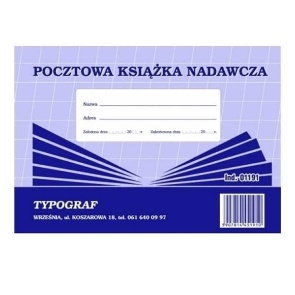 POCZTOWA KSIĄŻKA NADAWCZA
Nazwa
Adres
Założona dnia 20 r. Zakończona dnia 20 r.
Ind.: 01191
TYPOGRAF
WRZEŚNIA, ul. KOSZAROWA 18, tel. 061 640 09 97